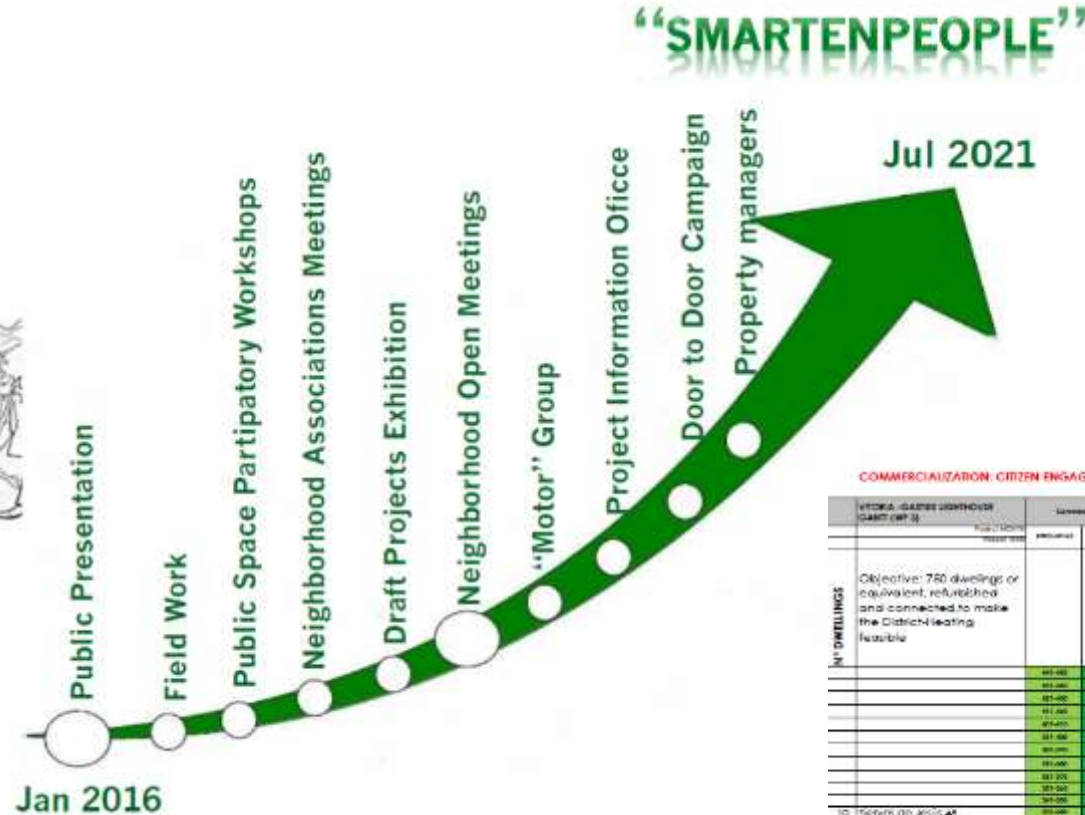 “SMARTENPEOPLE”
Jul 2021
Public Presentation
Field Work
Public Space Partipatory Workshops
Neighborhood Associations Meetings
Draft Projects Exhibition
Neighborhood Open Meetings
“Motor” Group
Project Information Oficce
Door to Door Campaign
Property managers
Jan 2016
COMMERCIALIZATION: CITIZEN ENGAG
N° DWELLINGS
Objective: 750 dwellings or
equivalent, refurbished
and connected to make
the District-Heating
feasible